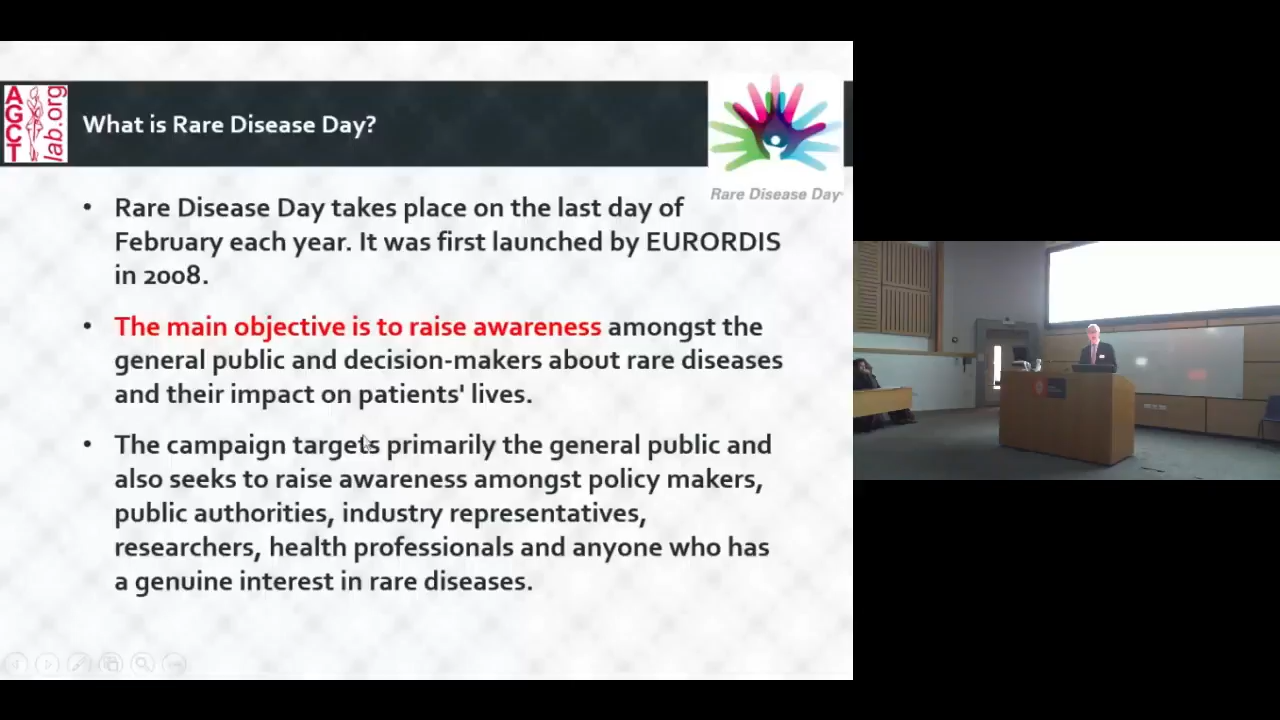 AGCT
lab.org
What is Rare Disease Day?
Rare Disease Day
• Rare Disease Day takes place on the last day of
February each year. It was first launched by EURORDIS
in 2008.
• The main objective is to raise awareness amongst the
general public and decision-makers about rare diseases
and their impact on patients' lives.
• The campaign targets primarily the general public and
also seeks to raise awareness amongst policy makers,
public authorities, industry representatives,
researchers, health professionals and anyone who has
a genuine interest in rare diseases.